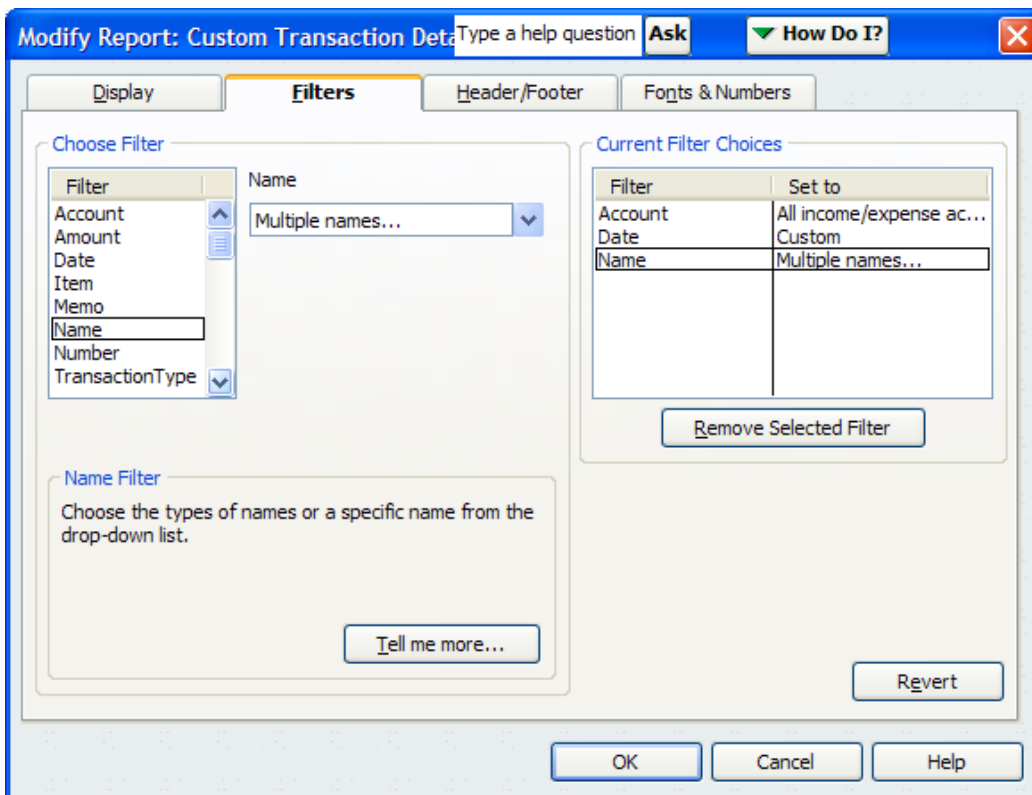 Modify Report: Custom Transaction Deta
Type a help question
Ask
How Do I?
Display
Filters
Header/Footer
Fonts & Numbers
Choose Filter
Filter
Account
Amount
Date
Item
Memo
Name
Number
TransactionType
Name
Multiple names...
Name Filter
Choose the types of names or a specific name from the
drop-down list.
Tell me more...
Current Filter Choices
Filter Set to
Account All income/expense ac...
Date Custom
Name Multiple names...
Remove Selected Filter
Revert
OK
Cancel
Help